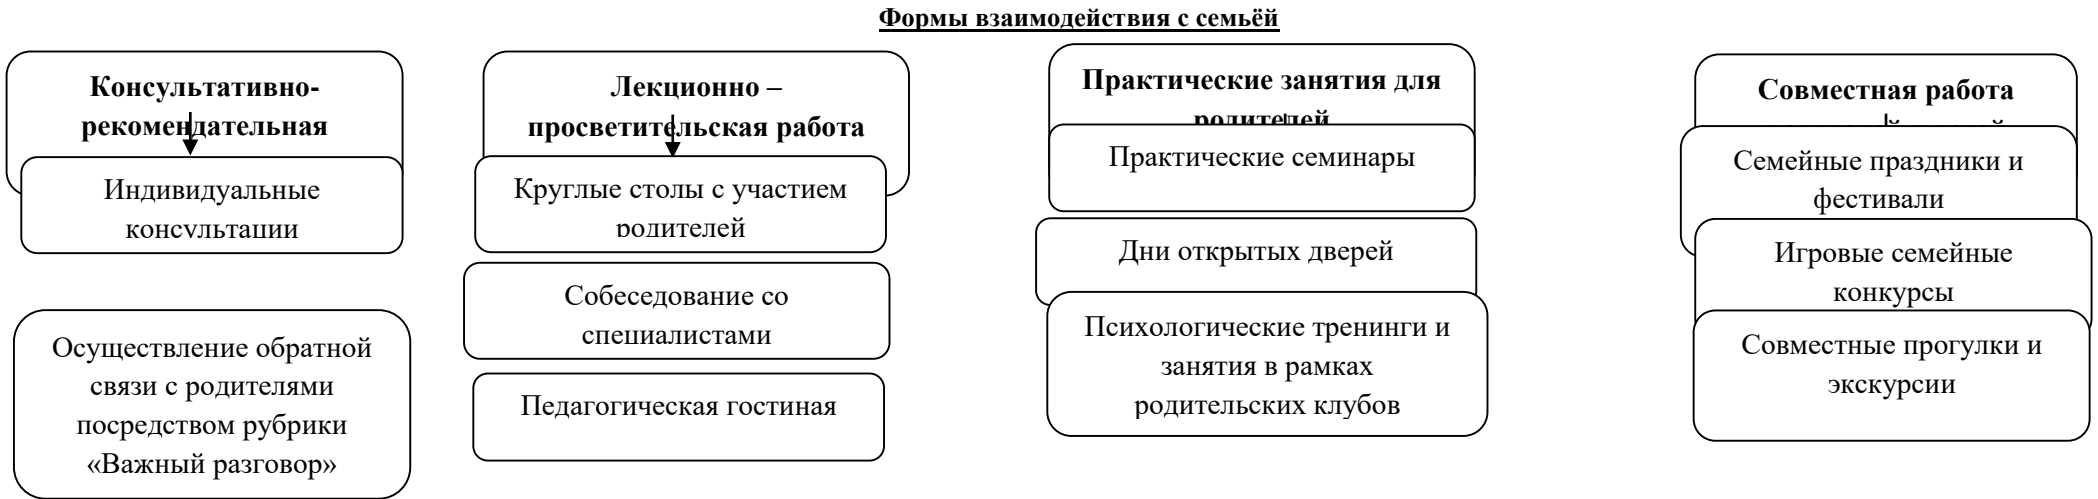 Формы взаимодействия с семьёй
Консультативно-
рекомендательная
Индивидуальные
консультации
Осуществление обратной
связи с родителями
посредством рубрики
«Важный разговор»
Лекционно –
просветительская работа
Круглые столы с участием
родителей
Собеседование со
специалистами
Педагогическая гостиная
Практические занятия для
родителей
Практические семинары
Дни открытых дверей
Психологические тренинги и
занятия в рамках
родительских клубов
Совместная работа
Семейные праздники и
фестивали
Игровые семейные
конкурсы
Совместные прогулки и
экскурсии